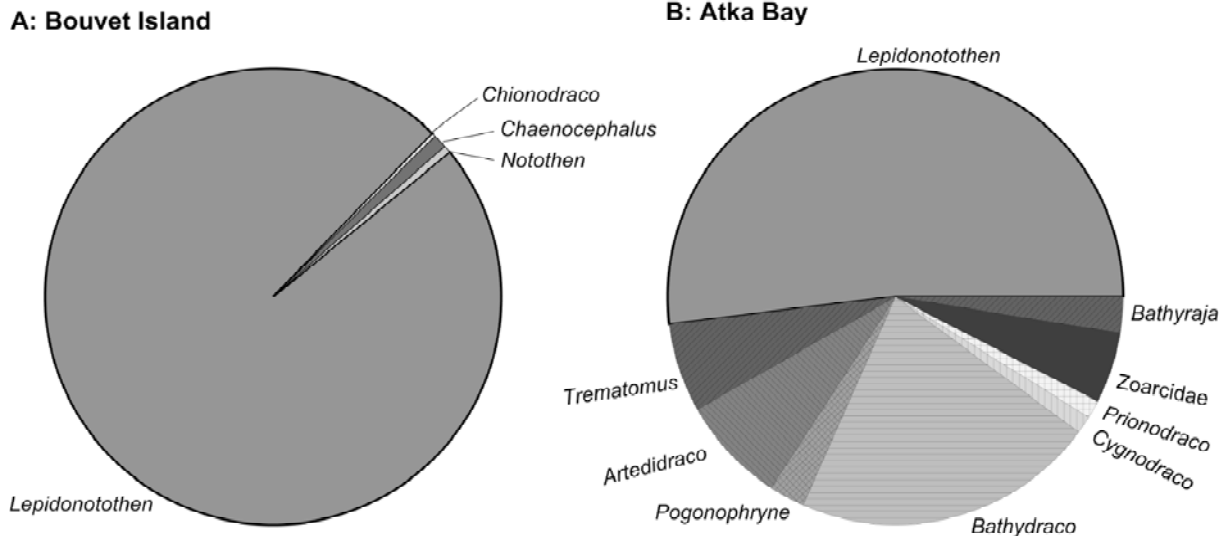 A: Bouvet Island
Chionodraco
Chaenocephalus
Notothen
Lepidonotothen
B: Atka Bay
Lepidonotothen
Bathyraja
Zoarcidae
Prionodraco
Cygnodraco
Bathydraco
Pogonophryne
Artedidraco
Trematomus